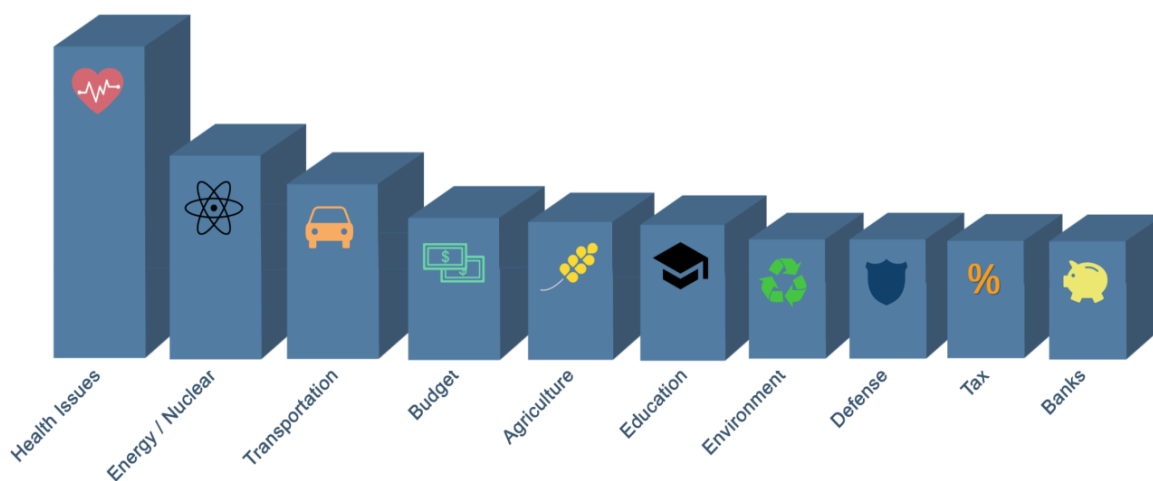 $
$
%
Health Issues
Energy / Nuclear
Transportation
Budget
Agriculture
Education
Environment
Defense
Tax
Banks